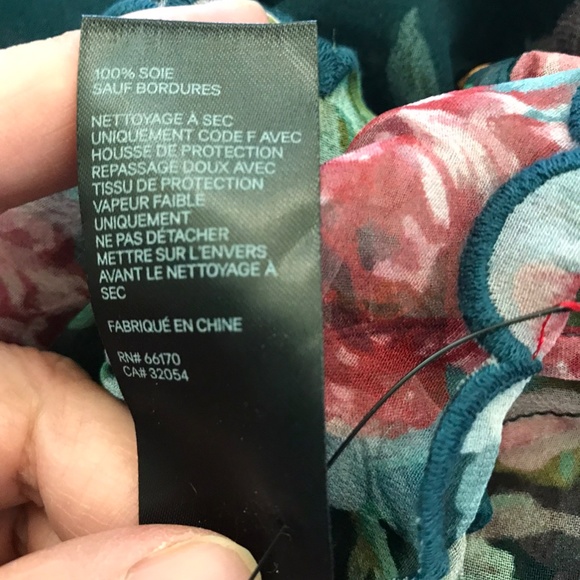 100% SOIE
SAUF BORDURES
NETTOYAGE À SEC
UNIQUEMENT CODE F AVEC
HOUSSE DE PROTECTION
REPASSAGE DOUX AVEC
TISSU DE PROTECTION
VAPEUR FAIBLE
UNIQUEMENT
NE PAS DÉTACHER
METTRE SUR L'ENVERS
AVANT LE NETTOYAGE À
SEC
FABRIQUÉ EN CHINE
RN# 66170
CA# 32054